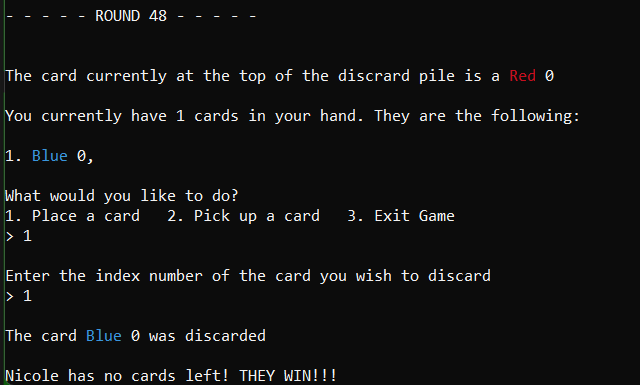 - - - - - ROUND 48 - - - - -
The card currently at the top of the discrard pile is a Red 0
You currently have 1 cards in your hand. They are the following:
1. Blue 0,
What would you like to do?
1. Place a card   2. Pick up a card   3. Exit Game
> 1
Enter the index number of the card you wish to discard
> 1
The card Blue 0 was discarded
Nicole has no cards left! THEY WIN!!!